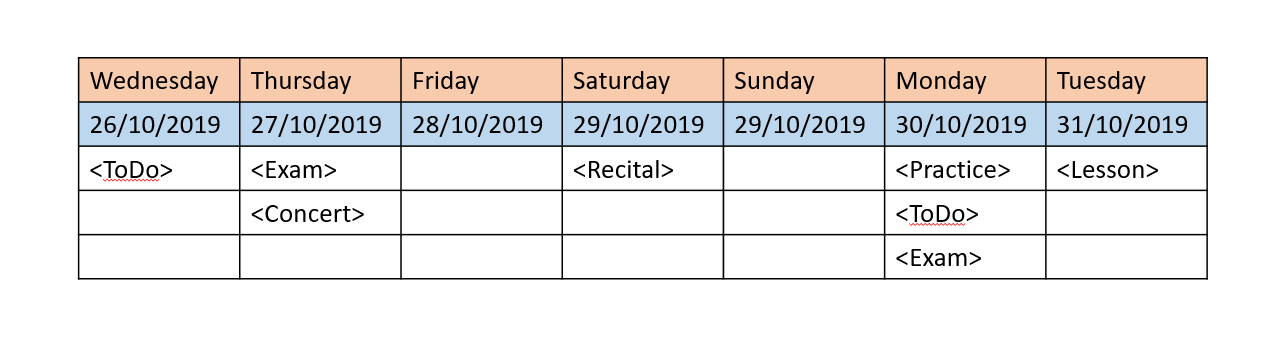 Wednesday Thursday Friday Saturday Sunday Monday Tuesday
26/10/2019 27/10/2019 28/10/2019 29/10/2019 29/10/2019 30/10/2019 31/10/2019
<ToDo> <Exam> <Recital> <Practice> <Lesson>
<Concert> <ToDo>
<Exam>